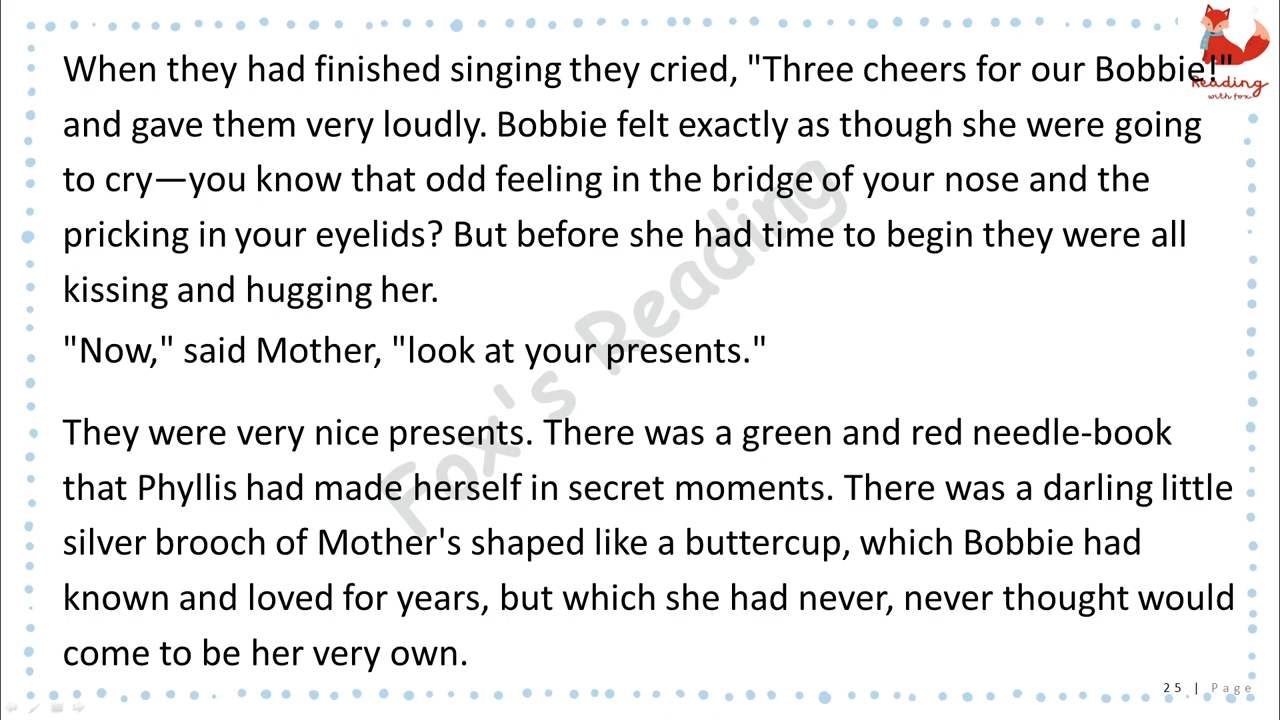 When they had finished singing they cried, "Three cheers for our Bobbie!"
and gave them very loudly. Bobbie felt exactly as though she were going
to cry—you know that odd feeling in the bridge of your nose and the
pricking in your eyelids? But before she had time to begin they were all
kissing and hugging her.
"Now," said Mother, "look at your presents."
They were very nice presents. There was a green and red needle-book
that Phyllis had made herself in secret moments. There was a darling little
silver brooch of Mother's shaped like a buttercup, which Bobbie had
known and loved for years, but which she had never, never thought would
come to be her very own.
Reading
with fox
Fox's Reading
25 | Page